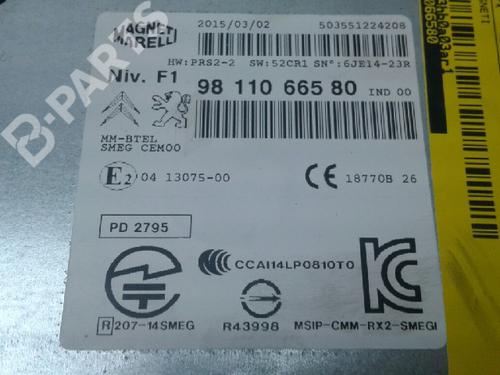 MAGNETI MARELLI
2015/03/02
503551224208
HW:PRS2-2 SW:52CR1 SN°:6JE14-23R
Niv. F1
98 110 665 80 IND 00
MM-BTEL
SMEG CEM00
E2 04 13075-00
CE 18770B 26
PD 2795
CCAI14LP0810T0
R 207-14SMEG
R43998
MSIP-CMM-RX2-SMEGI
B-PARTS
066580
NETI